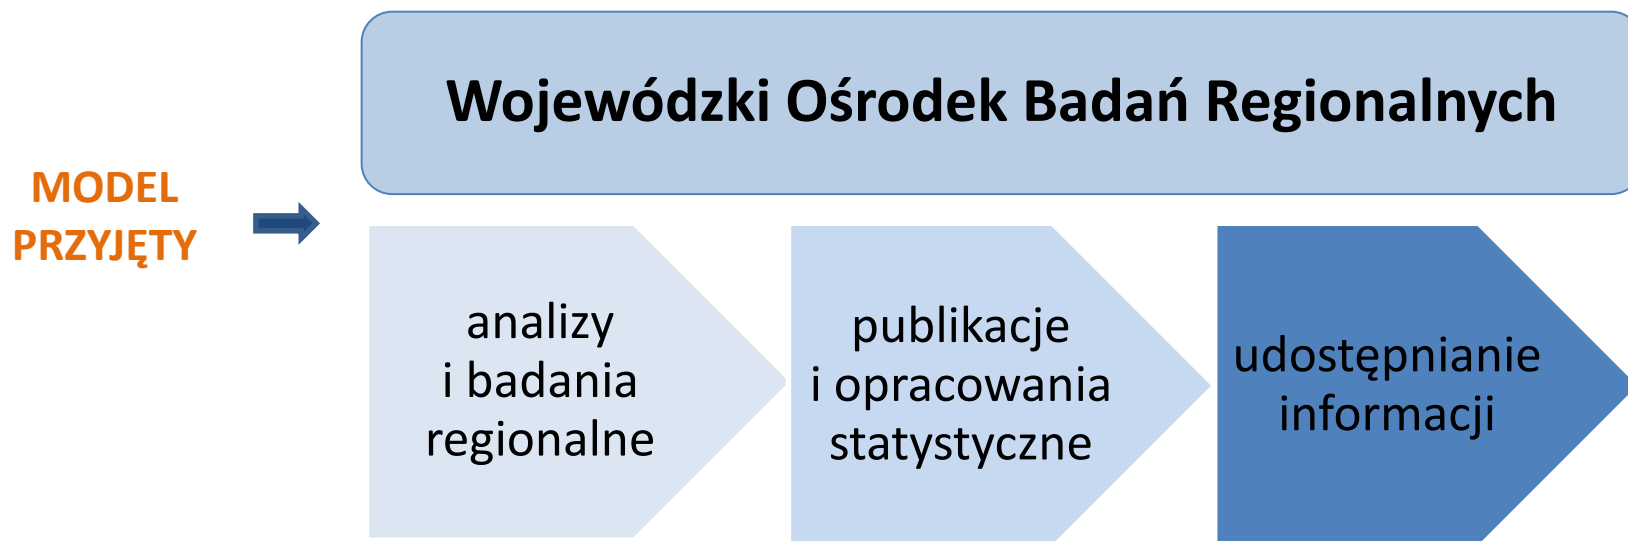 Wojewódzki Ośrodek Badań Regionalnych
MODEL
PRZYJĘTY
analizy
i badania
regionalne
publikacje
i opracowania
statystyczne
udostępnianie
informacji